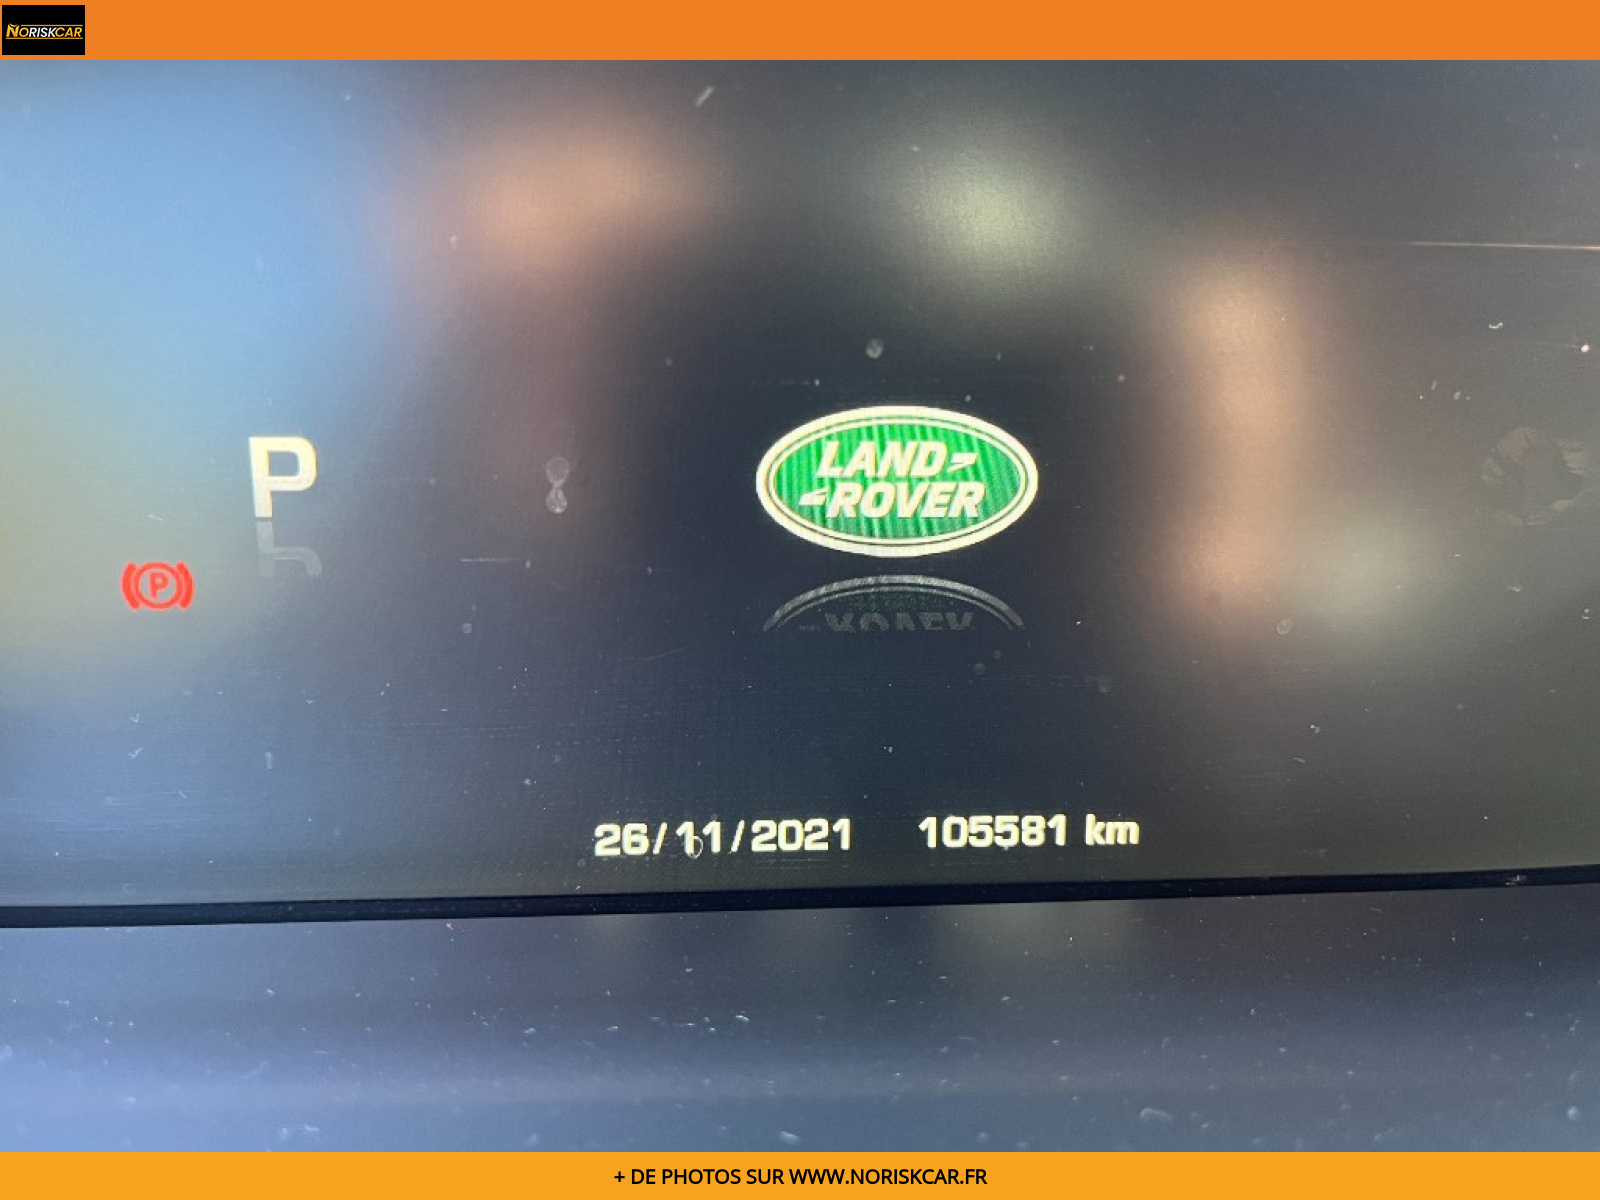 NORISKCAR
P
LAND
ROVER
P
26/11/2021 105581 km
+ DE PHOTOS SUR WWW.NORISKCAR.FR